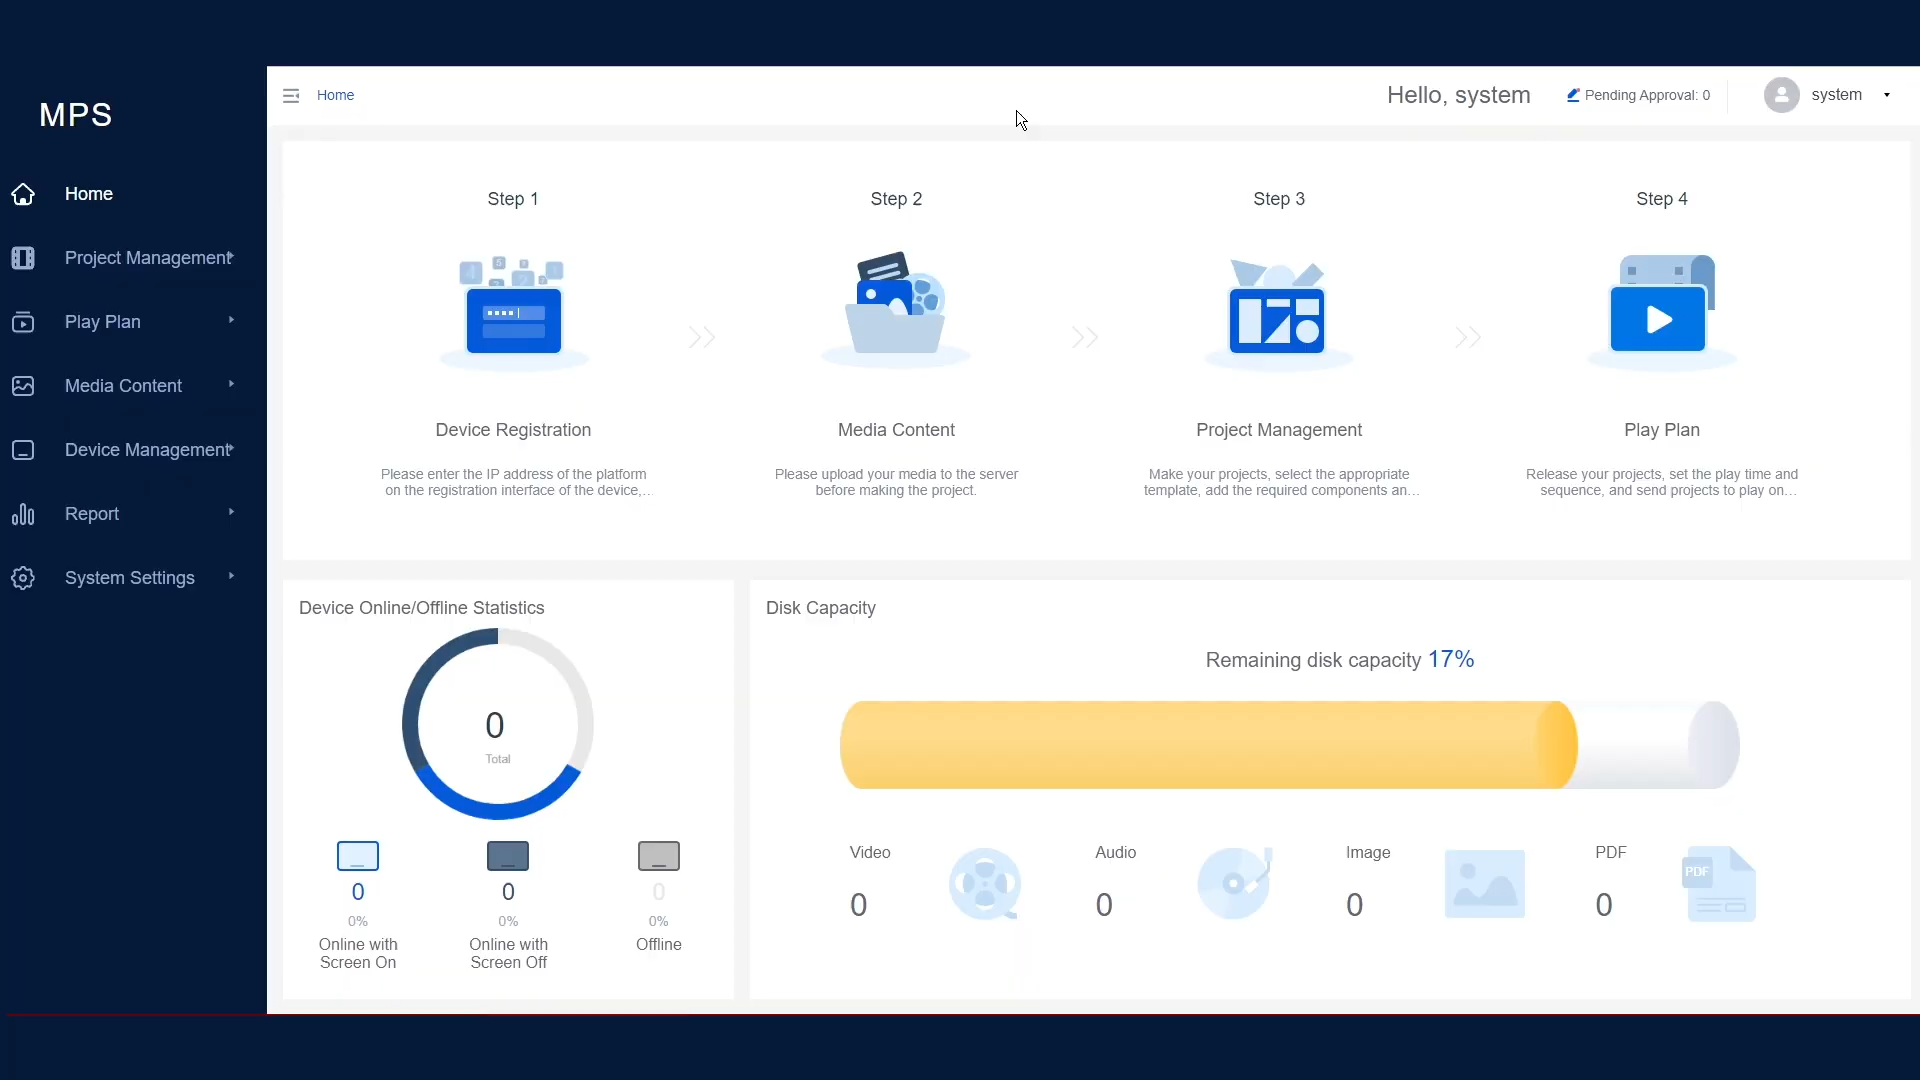 MPS
Home
Project Management
Play Plan
Media Content
Device Management
Report
System Settings
Home
Hello, system
Pending Approval: 0
system
Step 1
Step 2
Step 3
Step 4
Device Registration
Media Content
Project Management
Play Plan
Please enter the IP address of the platform
on the registration interface of the device,...
Please upload your media to the server
before making the project.
Make your projects, select the appropriate
template, add the required components an...
Release your projects, set the play time and
sequence, and send projects to play on...
Device Online/Offline Statistics
0
Total
0
0%
Online with
Screen On
0
0%
Online with
Screen Off
0
0%
Offline
Disk Capacity
Remaining disk capacity 17%
Video
0
Audio
0
Image
0
PDF
0
PDF